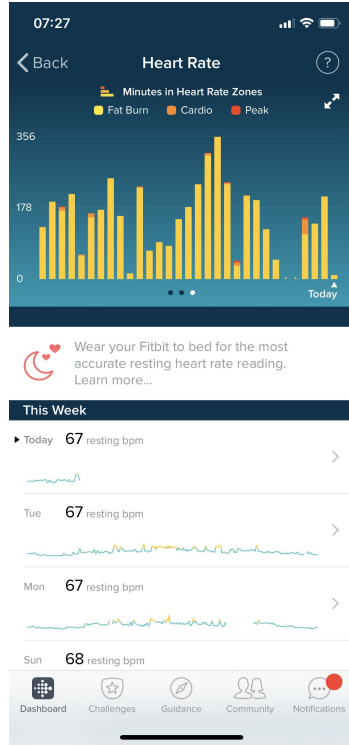 07:27
Back
Heart Rate
?
Minutes in Heart Rate Zones
Fat Burn Cardio Peak
356
178
0
Today
Wear your Fitbit to bed for the most
accurate resting heart rate reading.
Learn more...
This Week
Today 67 resting bpm
Tue 67 resting bpm
Mon 67 resting bpm
Sun 68 resting bpm
Dashboard Challenges Guidance Community Notifications